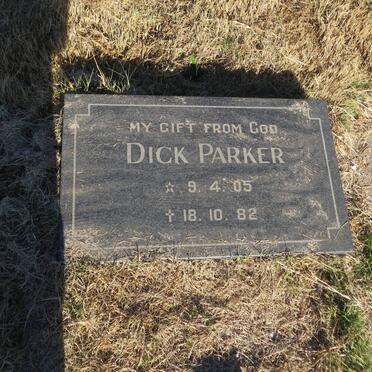 MY GIFT FROM GOD
DICK PARKER
☆ 9. 4. 05
✝ 18. 10. 82